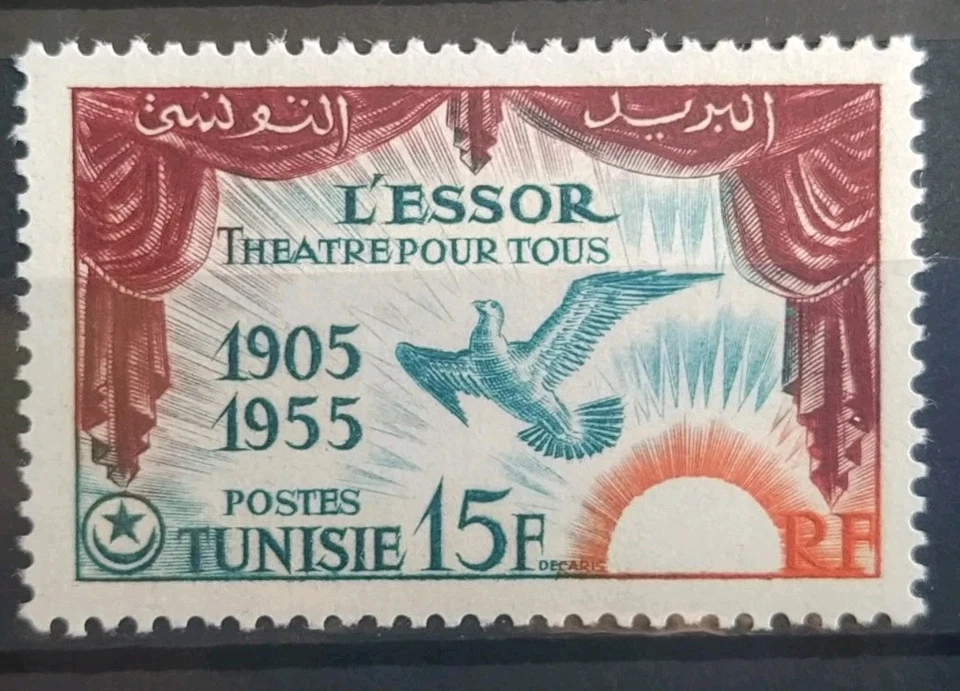 البريد التونسي
L'ESSOR
THEATRE POUR TOUS
1905
1955
POSTES
TUNISIE 15F
DECARIS
RF